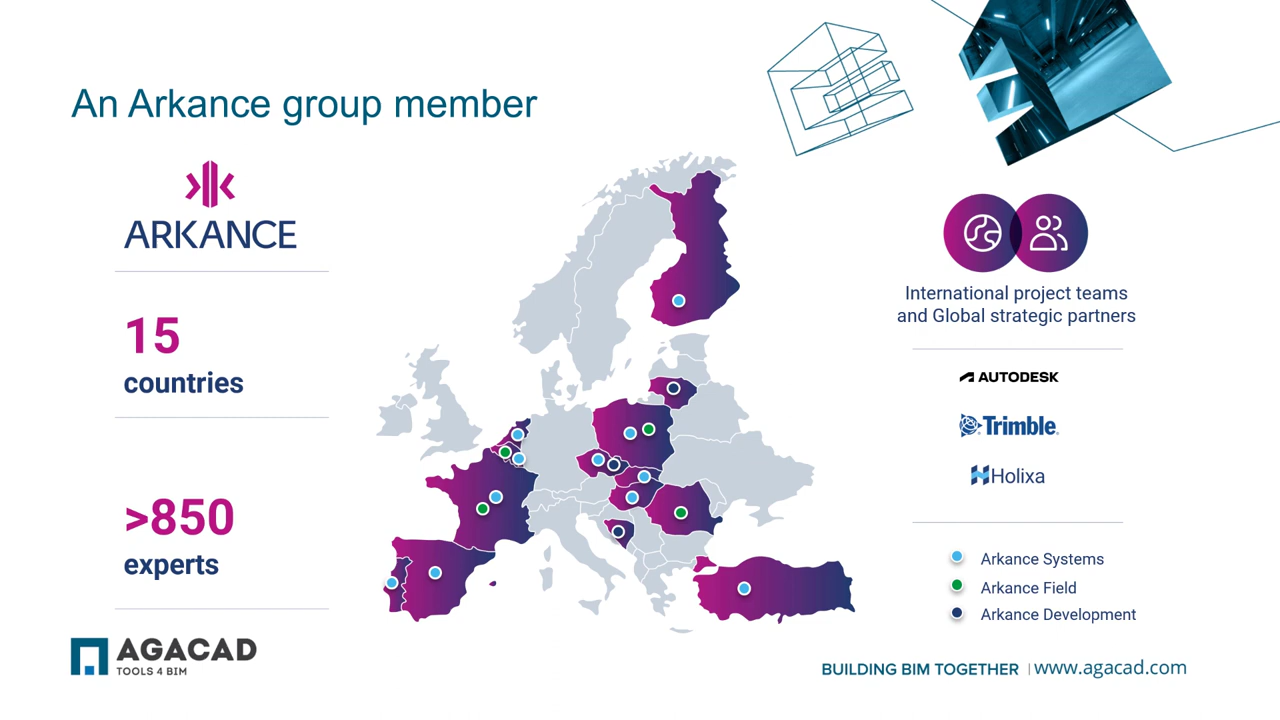 An Arkance group member
ARKANCE
15
countries
>850
experts
International project teams
and Global strategic partners
AUTODESK
Trimble
Holixa
Arkance Systems
Arkance Field
Arkance Development
AGACAD
TOOLS 4 BIM
BUILDING BIM TOGETHER | www.agacad.com